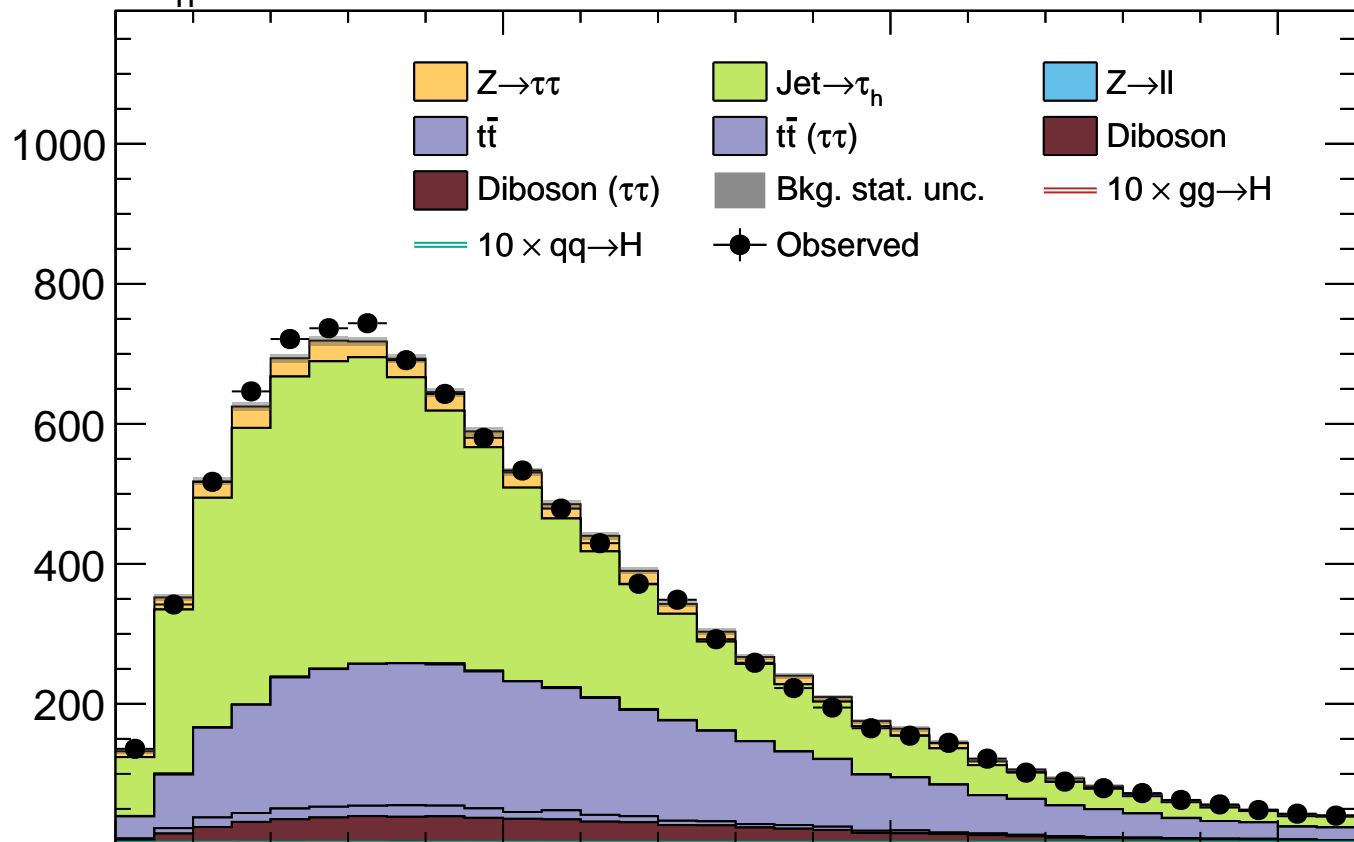 Z→ττ Jet→τₕ Z→ll
tt̄ tt̄ (ττ) Diboson
Diboson (ττ) Bkg. stat. unc. 10 × gg→H
10 × qq→H Observed
1000
800
600
400
200